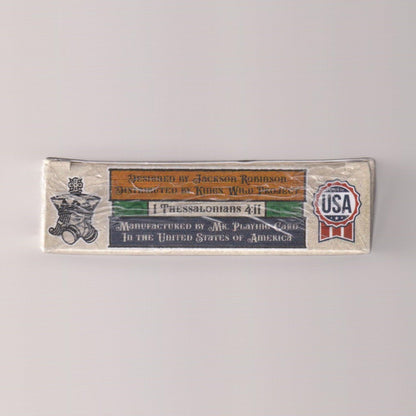 Designed by Jackson Robinson
Distributed by Kings Wild Project
1 Thessalonians 4:11
Manufactured by Mr. Playing Card
In the United States of America
USA